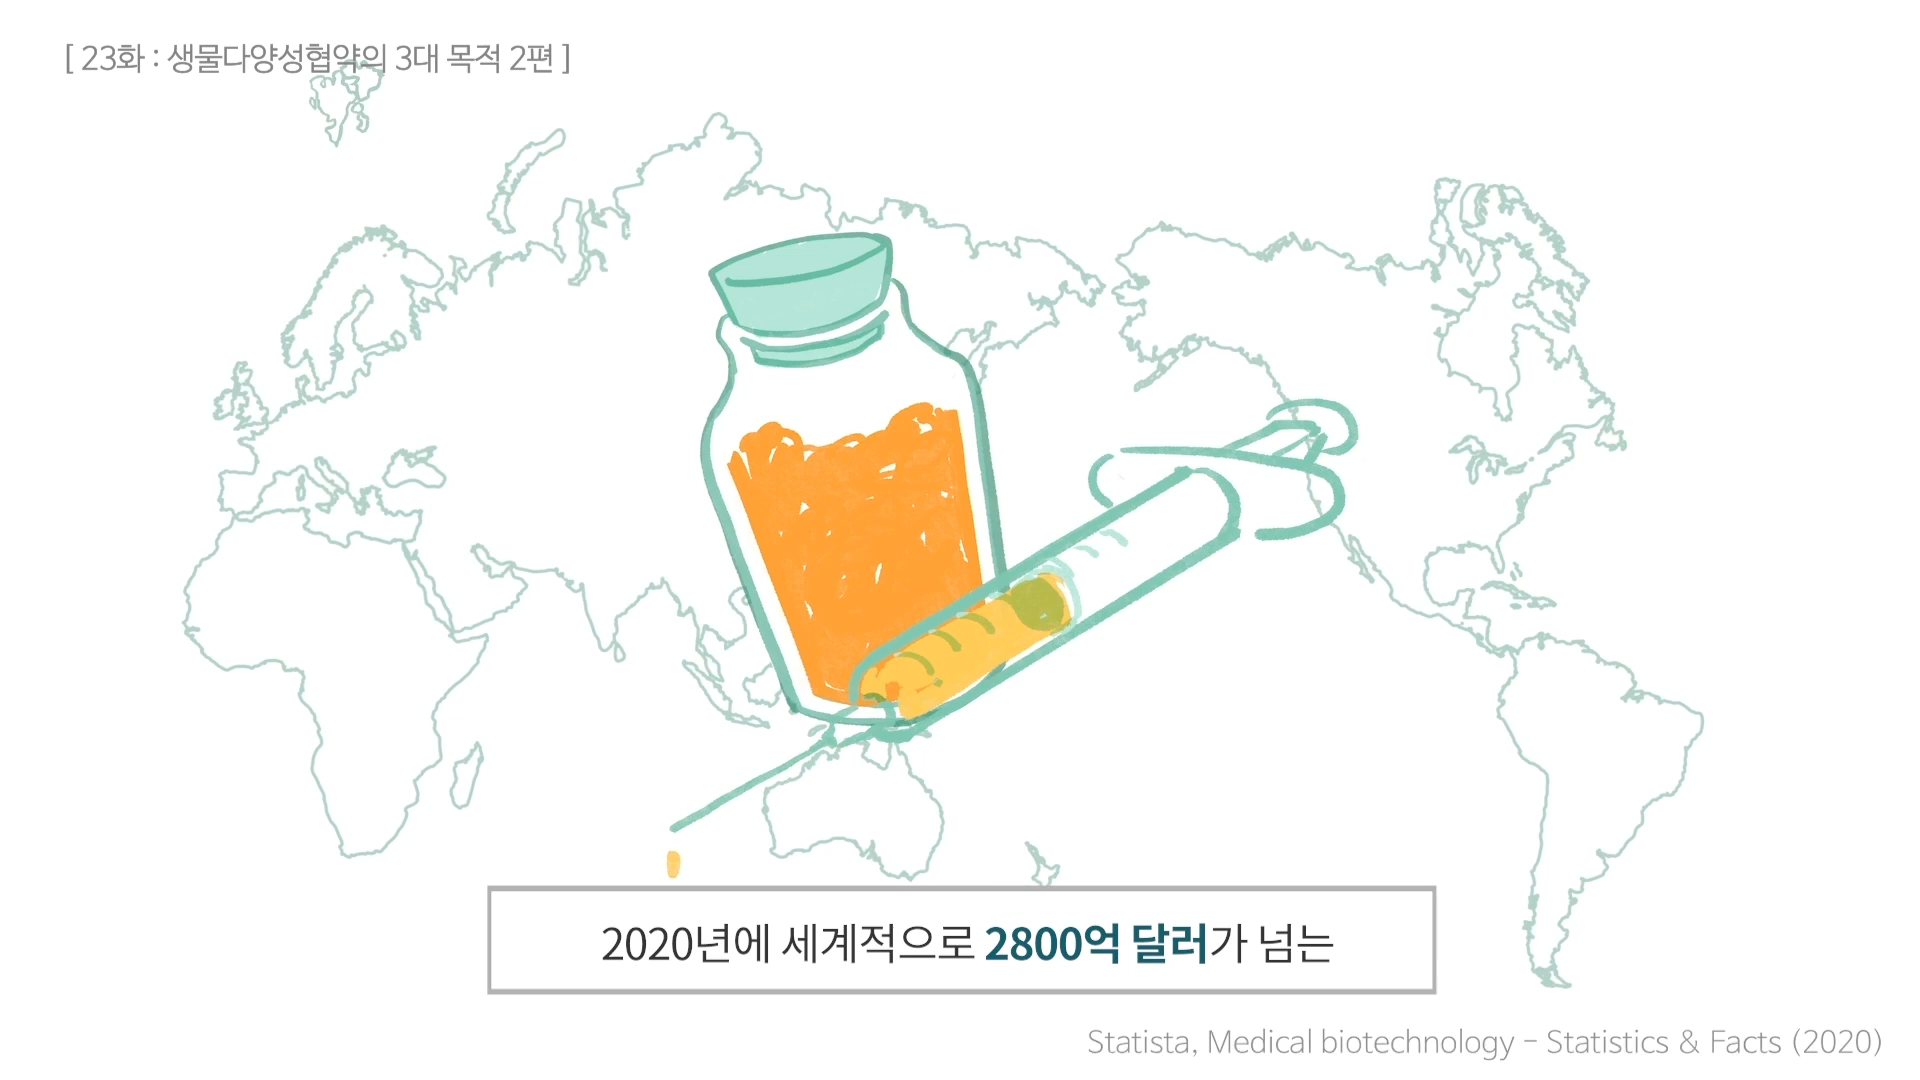 [ 23화 : 생물다양성협약의 3대 목적 2편 ]
2020년에 세계적으로 2800억 달러가 넘는
Statista, Medical biotechnology - Statistics & Facts (2020)